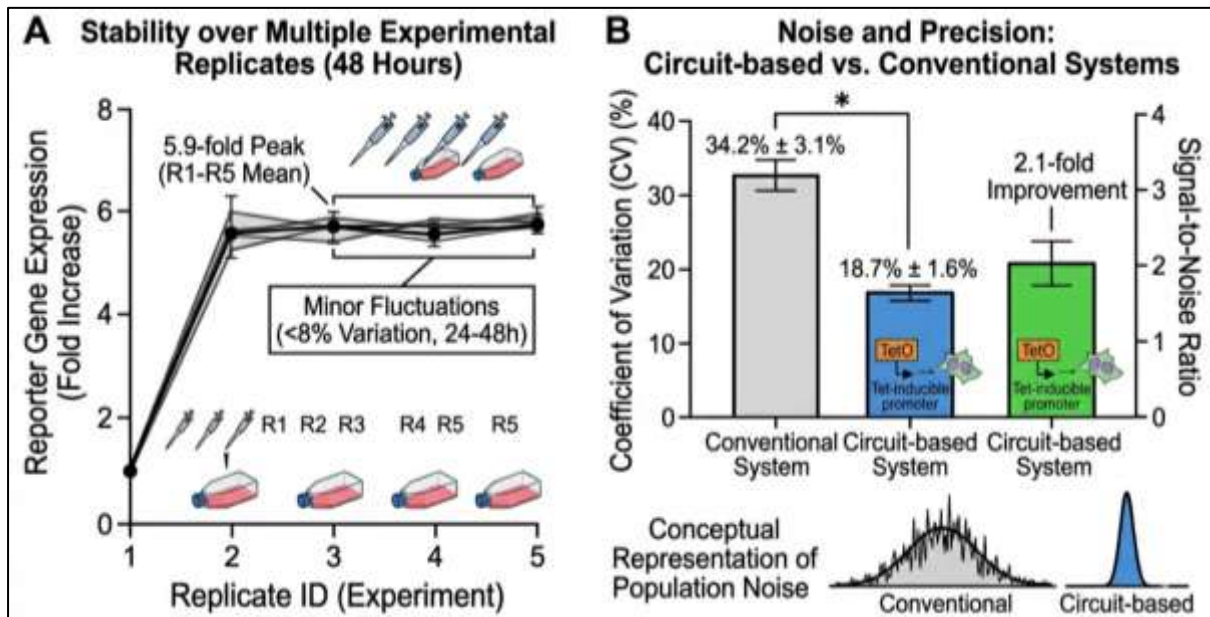 A
Stability over Multiple Experimental
Replicates (48 Hours)
Reporter Gene Expression
(Fold Increase)
8
6
4
2
0
5.9-fold Peak
(R1-R5 Mean)
Minor Fluctuations
(<8% Variation, 24-48h)
R1 R2 R3 R4 R5 R5
1 2 3 4 5
Replicate ID (Experiment)
B
Noise and Precision:
Circuit-based vs. Conventional Systems
Coefficient of Variation (CV) (%)
40
30
20
10
0
*
34.2% ± 3.1%
18.7% ± 1.6%
2.1-fold
Improvement
TetO
Tet-inducible
promoter
TetO
Tet-inducible
promoter
4
3
2
1
0
Signal-to-Noise Ratio
Conventional
System
Circuit-based
System
Circuit-based
System
Conceptual
Representation of
Population Noise
Conventional
Circuit-based